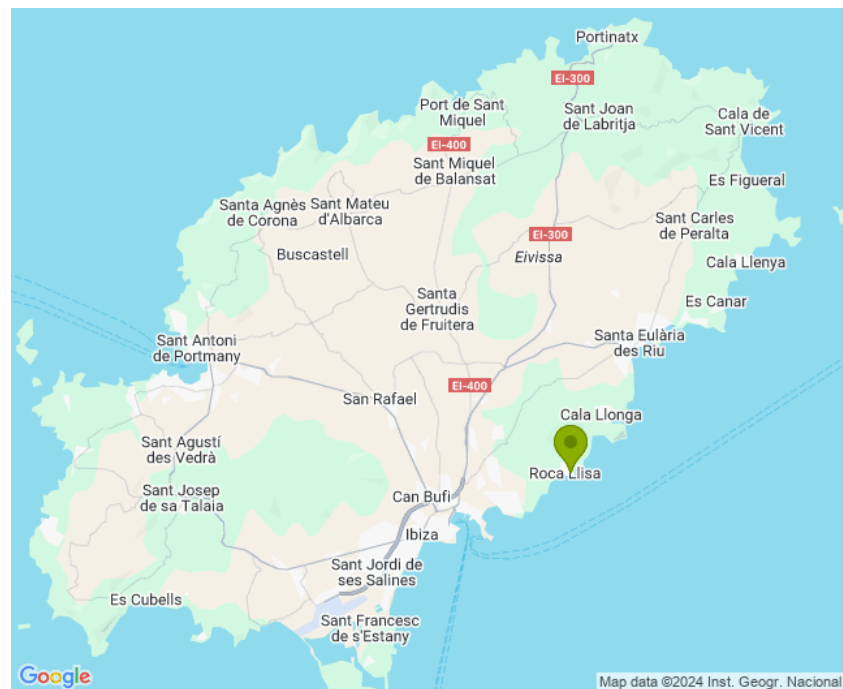 Portinatx
EI-300
Port de Sant
Miquel
Sant Joan
de Labritja
Cala de
Sant Vicent
EI-400
Sant Miquel
de Balansat
Es Figueral
Santa Agnès
de Corona
Sant Mateu
d'Albarca
Sant Carles
de Peralta
EI-300
Buscastell
Eivissa
Cala Llenya
Santa
Gertrudis
de Fruitera
Es Canar
Sant Antoni
de Portmany
Santa Eulària
des Riu
EI-400
San Rafael
Cala Llonga
Sant Agustí
des Vedrà
Roca Llisa
Sant Josep
de sa Talaia
Can Bufi
Ibiza
Sant Jordi de
ses Salines
Es Cubells
Sant Francesc
de s'Estany
Google
Map data ©2024 Inst. Geogr. Nacional